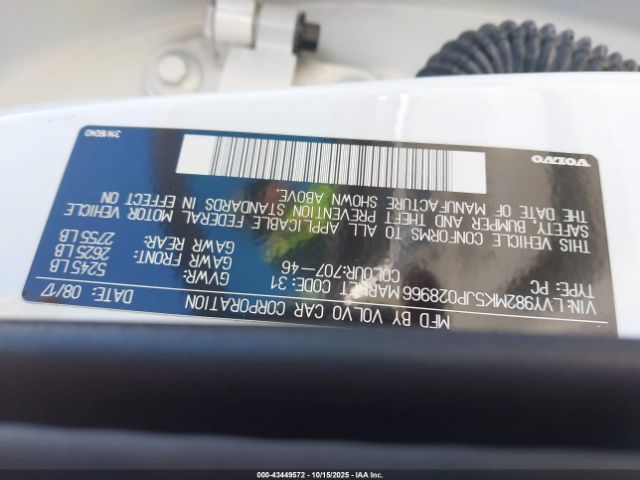 MFD BY VOLVO CAR CORPORATION DATE: 08/17
VIN: LVY982MK5JP028966 MARKET CODE: 31 GVWR: 5245 LB
TYPE: PC COLOUR:707-46 GAWR FRONT: 2625 LB
GAWR REAR: 2755 LB
THIS VEHICLE CONFORMS TO ALL APPLICABLE FEDERAL MOTOR VEHICLE
SAFETY, BUMPER AND THEFT PREVENTION STANDARDS IN EFFECT ON
THE DATE OF MANUFACTURE SHOWN ABOVE.
VOLVO
000-43449572 - 10/15/2025 - IAA Inc.